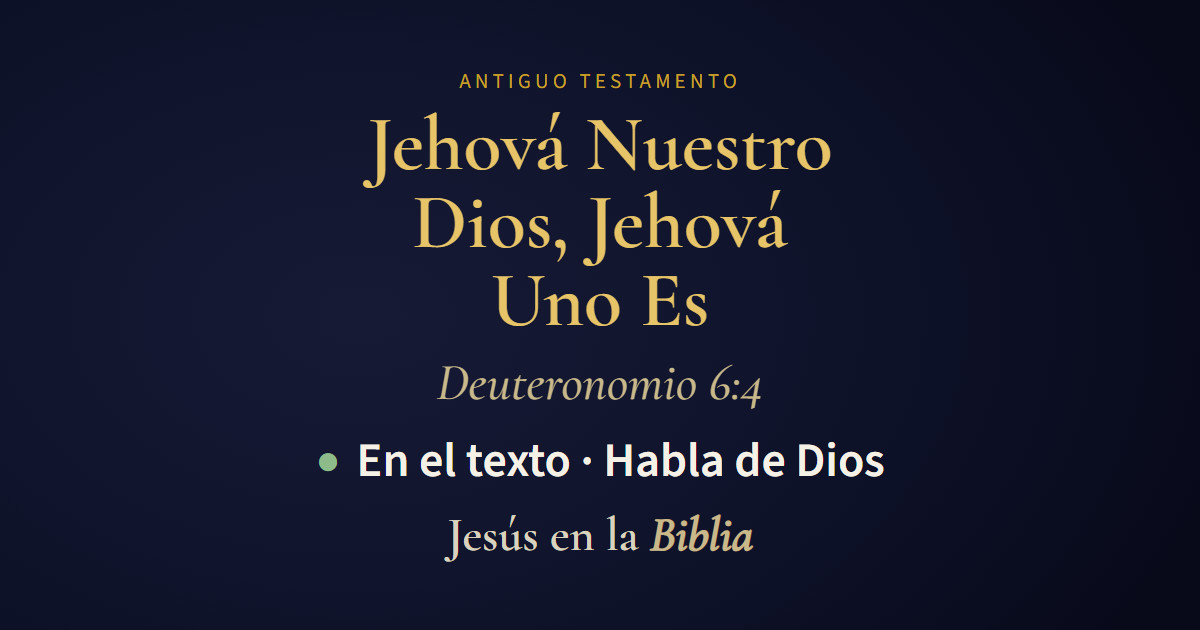 ANTIGUO TESTAMENTO
Jehová Nuestro
Dios, Jehová
Uno Es
Deuteronomio 6:4
En el texto · Habla de Dios
Jesús en la Biblia